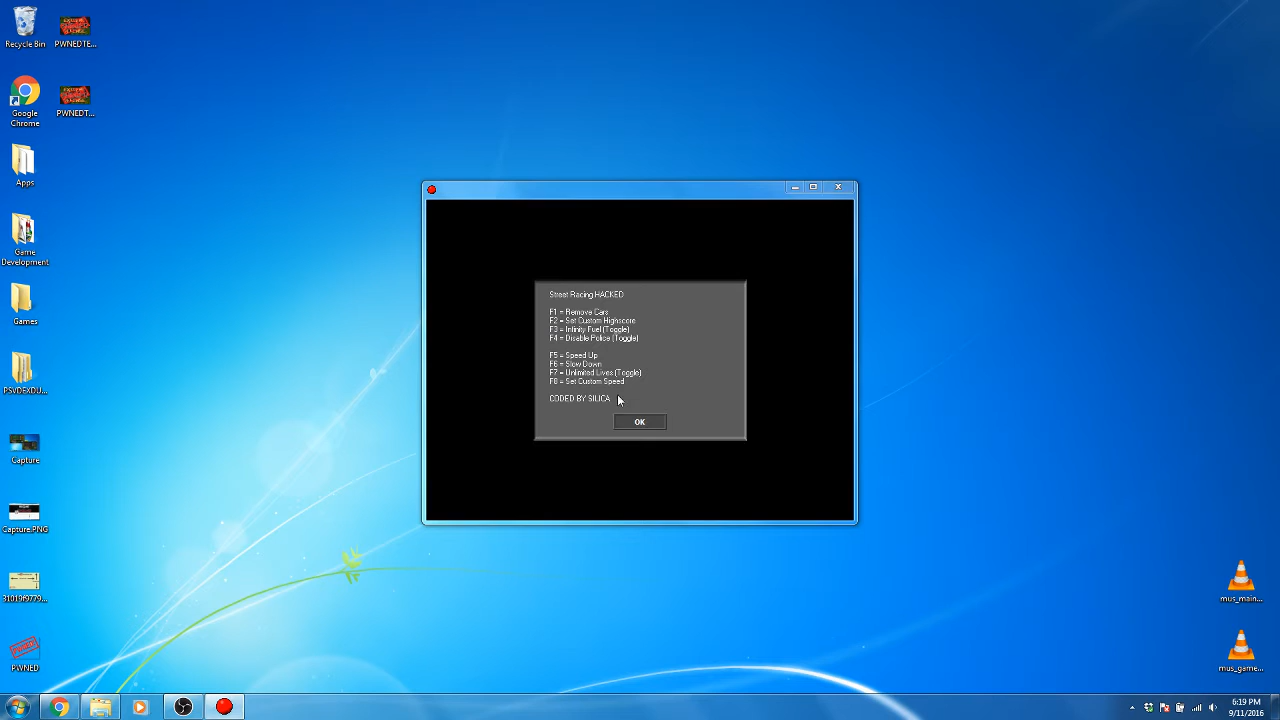 Recycle Bin
PWNEDTE...
Google
Chrome
PWNEDT...
Apps
Game
Development
Games
PSVDEXDU...
Capture
Capture.PNG
31019f9779...
PWNED
Street Racing HACKED
F1 = Remove Cars
F2 = Set Custom Highscore
F3 = Infinity Fuel (Toggle)
F4 = Disable Police (Toggle)
F5 = Speed Up
F6 = Slow Down
F7 = Unlimited Lives (Toggle)
F8 = Set Custom Speed
CODED BY SILICA
OK
mus_main...
mus_game...
6:19 PM
9/11/2016